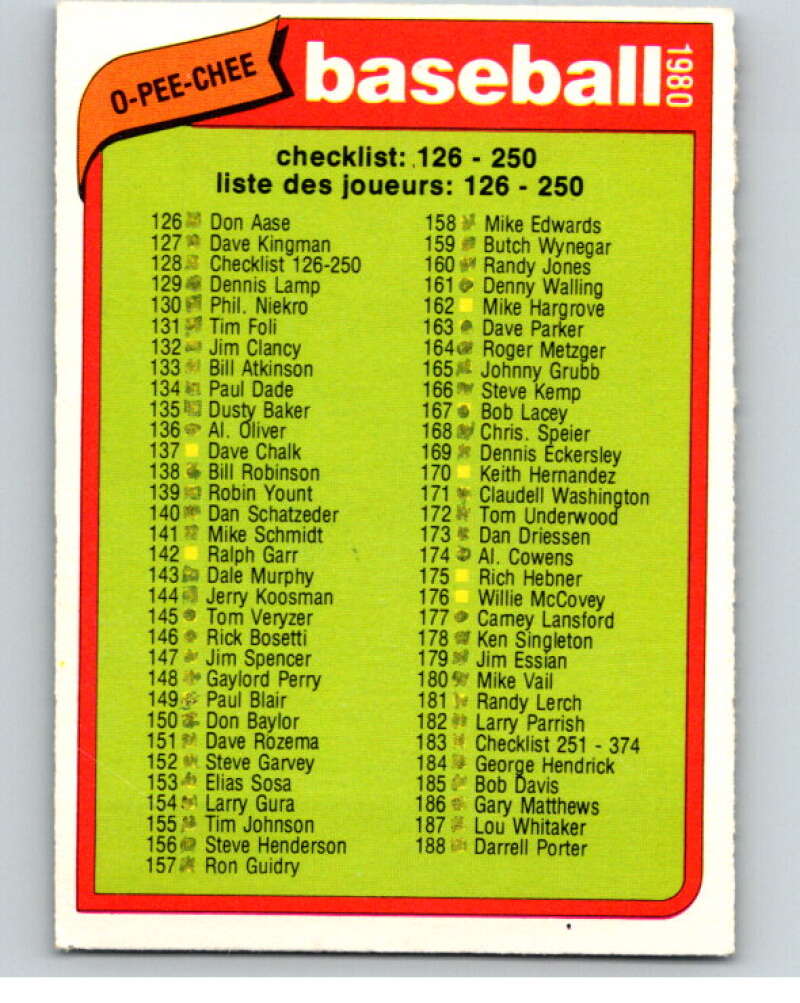 O-PEE-CHEE
baseball
1980
checklist: 126 - 250
liste des joueurs: 126 - 250
126 Don Aase
127 Dave Kingman
128 Checklist 126-250
129 Dennis Lamp
130 Phil. Niekro
131 Tim Foli
132 Jim Clancy
133 Bill Atkinson
134 Paul Dade
135 Dusty Baker
136 Al. Oliver
137 Dave Chalk
138 Bill Robinson
139 Robin Yount
140 Dan Schatzeder
141 Mike Schmidt
142 Ralph Garr
143 Dale Murphy
144 Jerry Koosman
145 Tom Veryzer
146 Rick Bosetti
147 Jim Spencer
148 Gaylord Perry
149 Paul Blair
150 Don Baylor
151 Dave Rozema
152 Steve Garvey
153 Elias Sosa
154 Larry Gura
155 Tim Johnson
156 Steve Henderson
157 Ron Guidry
158 Mike Edwards
159 Butch Wynegar
160 Randy Jones
161 Denny Walling
162 Mike Hargrove
163 Dave Parker
164 Roger Metzger
165 Johnny Grubb
166 Steve Kemp
167 Bob Lacey
168 Chris. Speier
169 Dennis Eckersley
170 Keith Hernandez
171 Claudell Washington
172 Tom Underwood
173 Dan Driessen
174 Al. Cowens
175 Rich Hebner
176 Willie McCovey
177 Carney Lansford
178 Ken Singleton
179 Jim Essian
180 Mike Vail
181 Randy Lerch
182 Larry Parrish
183 Checklist 251 - 374
184 George Hendrick
185 Bob Davis
186 Gary Matthews
187 Lou Whitaker
188 Darrell Porter